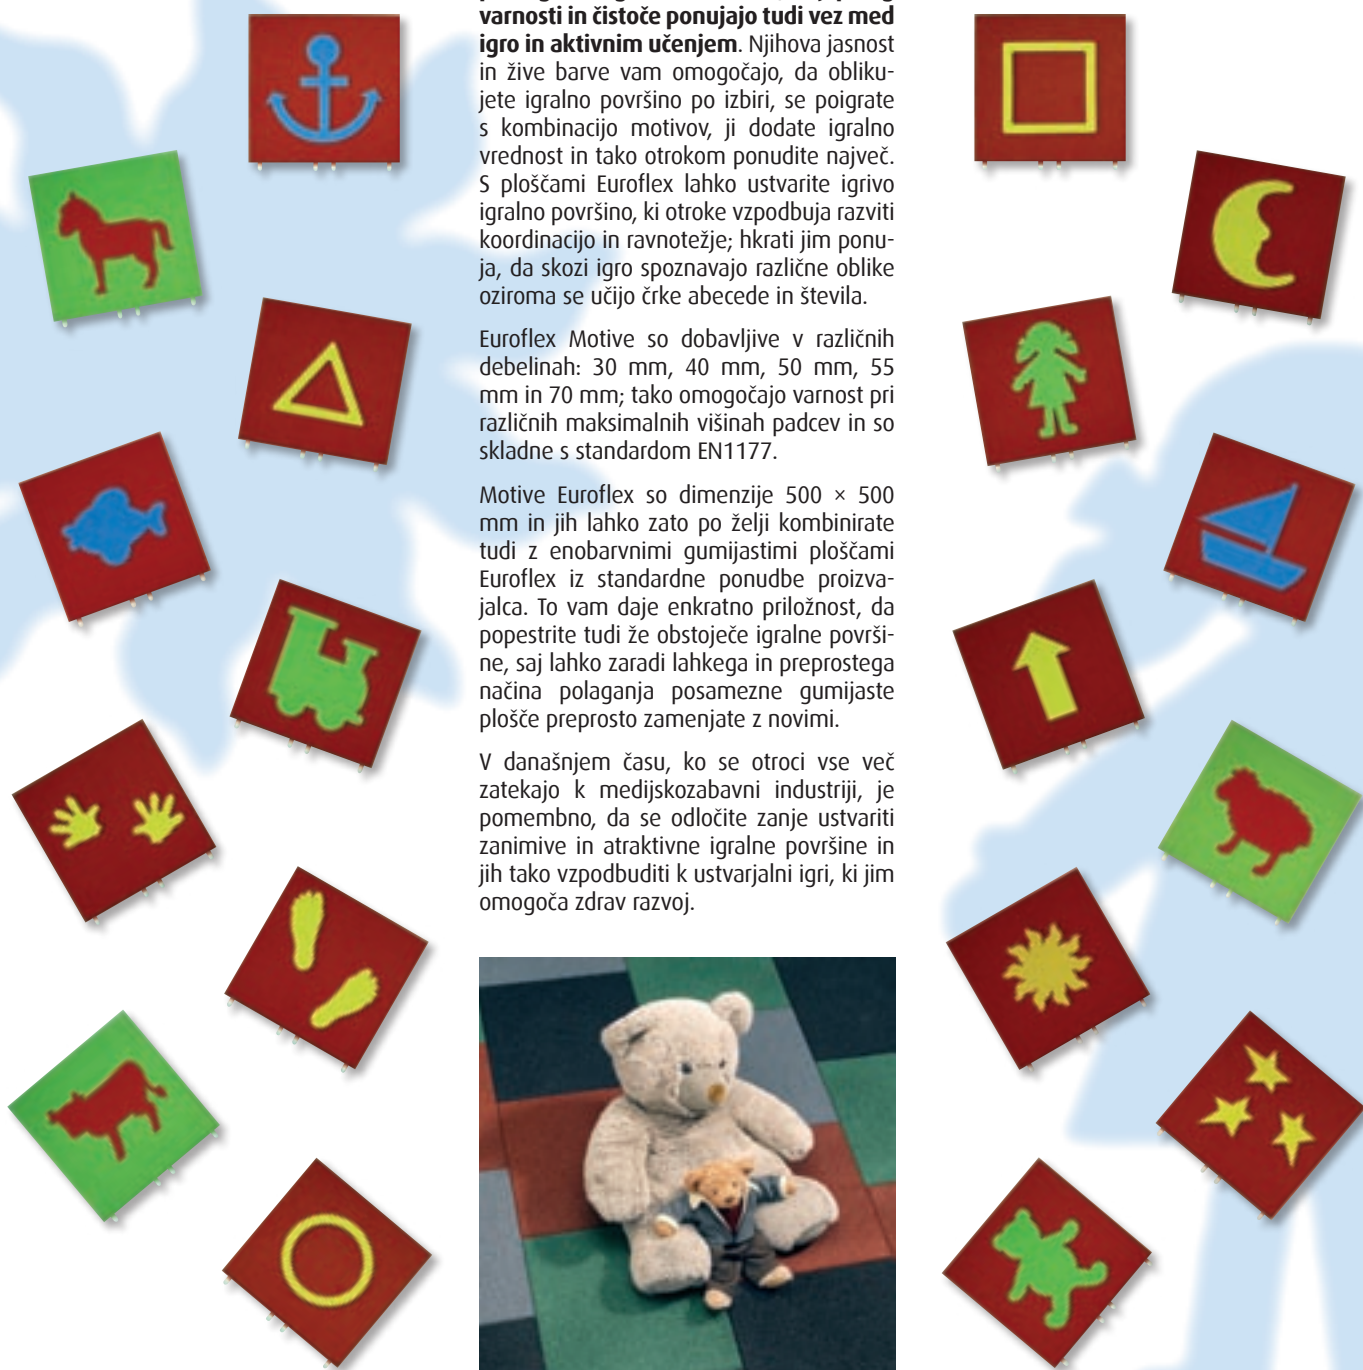 varnosti in čistoče ponujajo tudi vez med
igro in aktivnim učenjem. Njihova jasnost
in žive barve vam omogočajo, da obliku-
jete igralno površino po izbiri, se poigrate
s kombinacijo motivov, ji dodate igralno
vrednost in tako otrokom ponudite največ.
S ploščami Euroflex lahko ustvarite igrivo
igralno površino, ki otroke vzpodbuja razviti
koordinacijo in ravnotežje; hkrati jim ponu-
ja, da skozi igro spoznavajo različne oblike
oziroma se učijo črke abecede in števila.
Euroflex Motive so dobavljive v različnih
debelinah: 30 mm, 40 mm, 50 mm, 55
mm in 70 mm; tako omogočajo varnost pri
različnih maksimalnih višinah padcev in so
skladne s standardom EN1177.
Motive Euroflex so dimenzije 500 × 500
mm in jih lahko zato po želji kombinirate
tudi z enobarvnimi gumijastimi ploščami
Euroflex iz standardne ponudbe proizva-
jalca. To vam daje enkratno priložnost, da
popestrite tudi že obstoječe igralne površi-
ne, saj lahko zaradi lahkega in preprostega
načina polaganja posamezne gumijaste
plošče preprosto zamenjate z novimi.
V današnjem času, ko se otroci vse več
zatekajo k medijskozabavni industriji, je
pomembno, da se odločite zanje ustvariti
zanimive in atraktivne igralne površine in
jih tako vzpodbuditi k ustvarjalni igri, ki jim
omogoča zdrav razvoj.